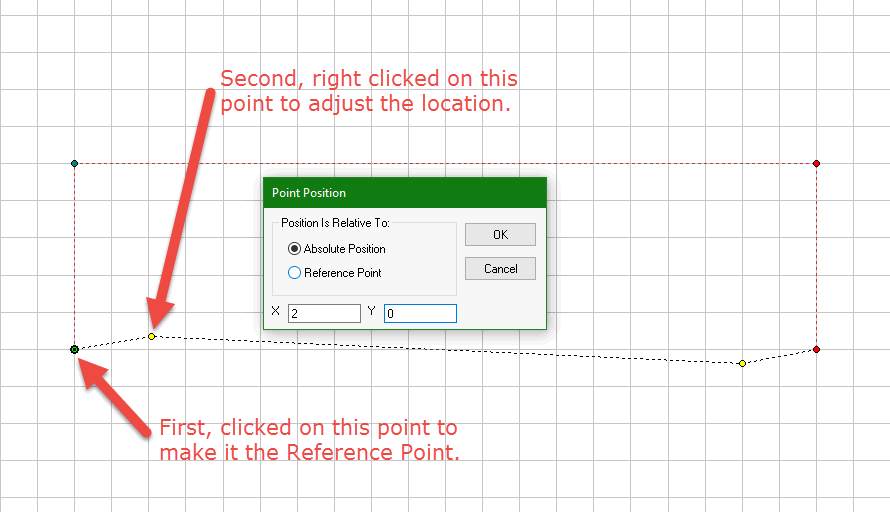 Second, right clicked on this
point to adjust the location.
Point Position
Position Is Relative To:
Absolute Position
Reference Point
OK
Cancel
X 2 Y 0
First, clicked on this point to
make it the Reference Point.